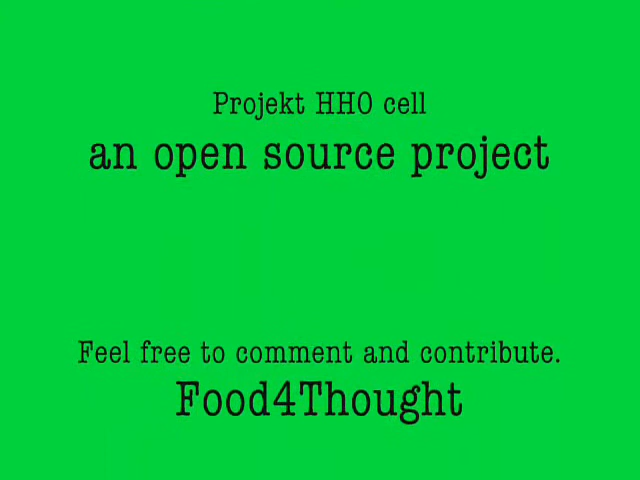 Projekt HHO cell
an open source project
Feel free to comment and contribute.
Food4Thought